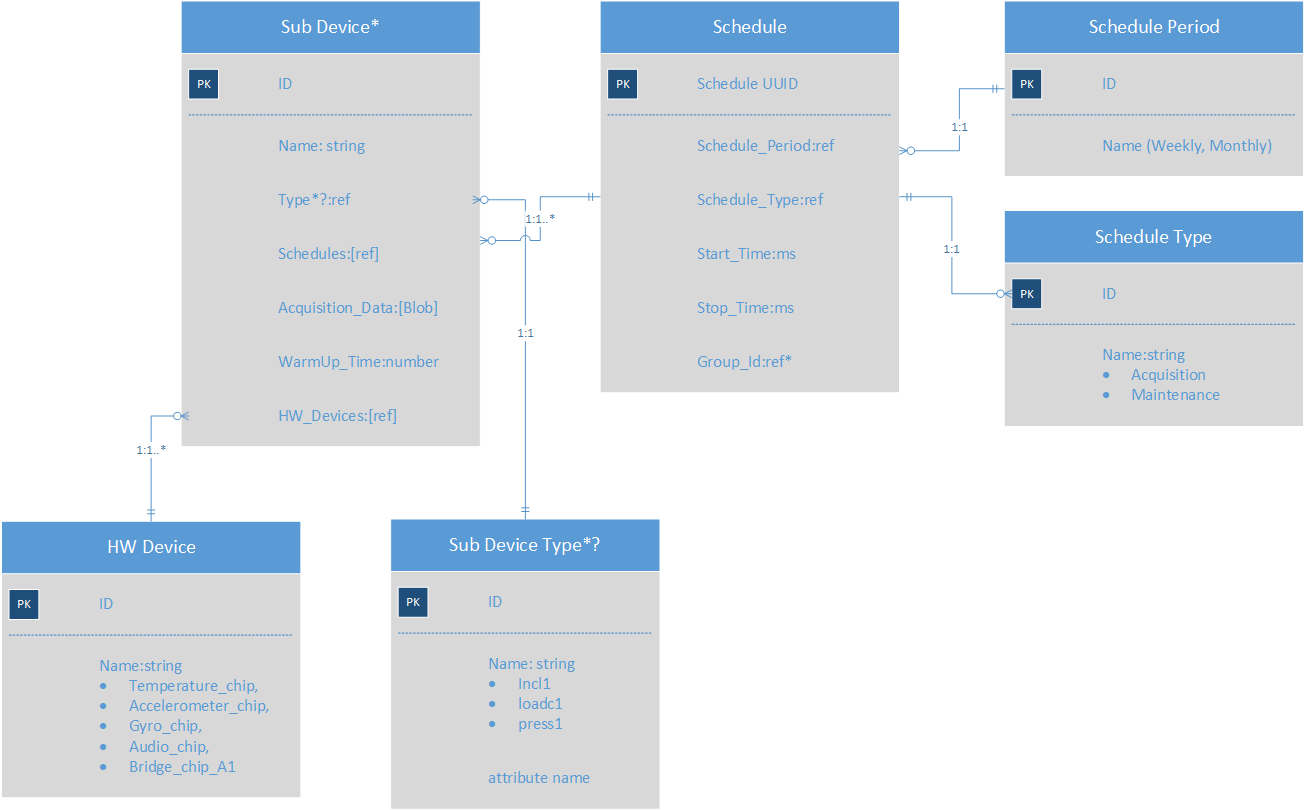 Sub Device*
PK
ID
Name: string
Type*?:ref
Schedules:[ref]
Acquisition_Data:[Blob]
WarmUp_Time:number
HW_Devices:[ref]
Schedule
PK
Schedule UUID
Schedule_Period:ref
Schedule_Type:ref
Start_Time:ms
Stop_Time:ms
Group_Id:ref*
Schedule Period
PK
ID
Name (Weekly, Monthly)
Schedule Type
PK
ID
Name:string
• Acquisition
• Maintenance
1:1
1:1
1:1..*
1:1
1:1..*
HW Device
PK
ID
Name:string
• Temperature_chip,
• Accelerometer_chip,
• Gyro_chip,
• Audio_chip,
• Bridge_chip_A1
Sub Device Type*?
PK
ID
Name: string
• Incl1
• loadc1
• press1
attribute name